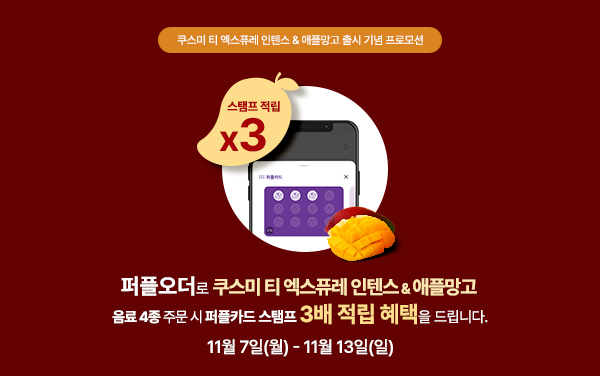 쿠스미 티 엑스퓨레 인텐스 & 애플망고 출시 기념 프로모션
스탬프 적립
x3
퍼플카드
퍼플오더로 쿠스미 티 엑스퓨레 인텐스 & 애플망고
음료 4종 주문 시 퍼플카드 스탬프 3배 적립 혜택을 드립니다.
11월 7일(월) - 11월 13일(일)